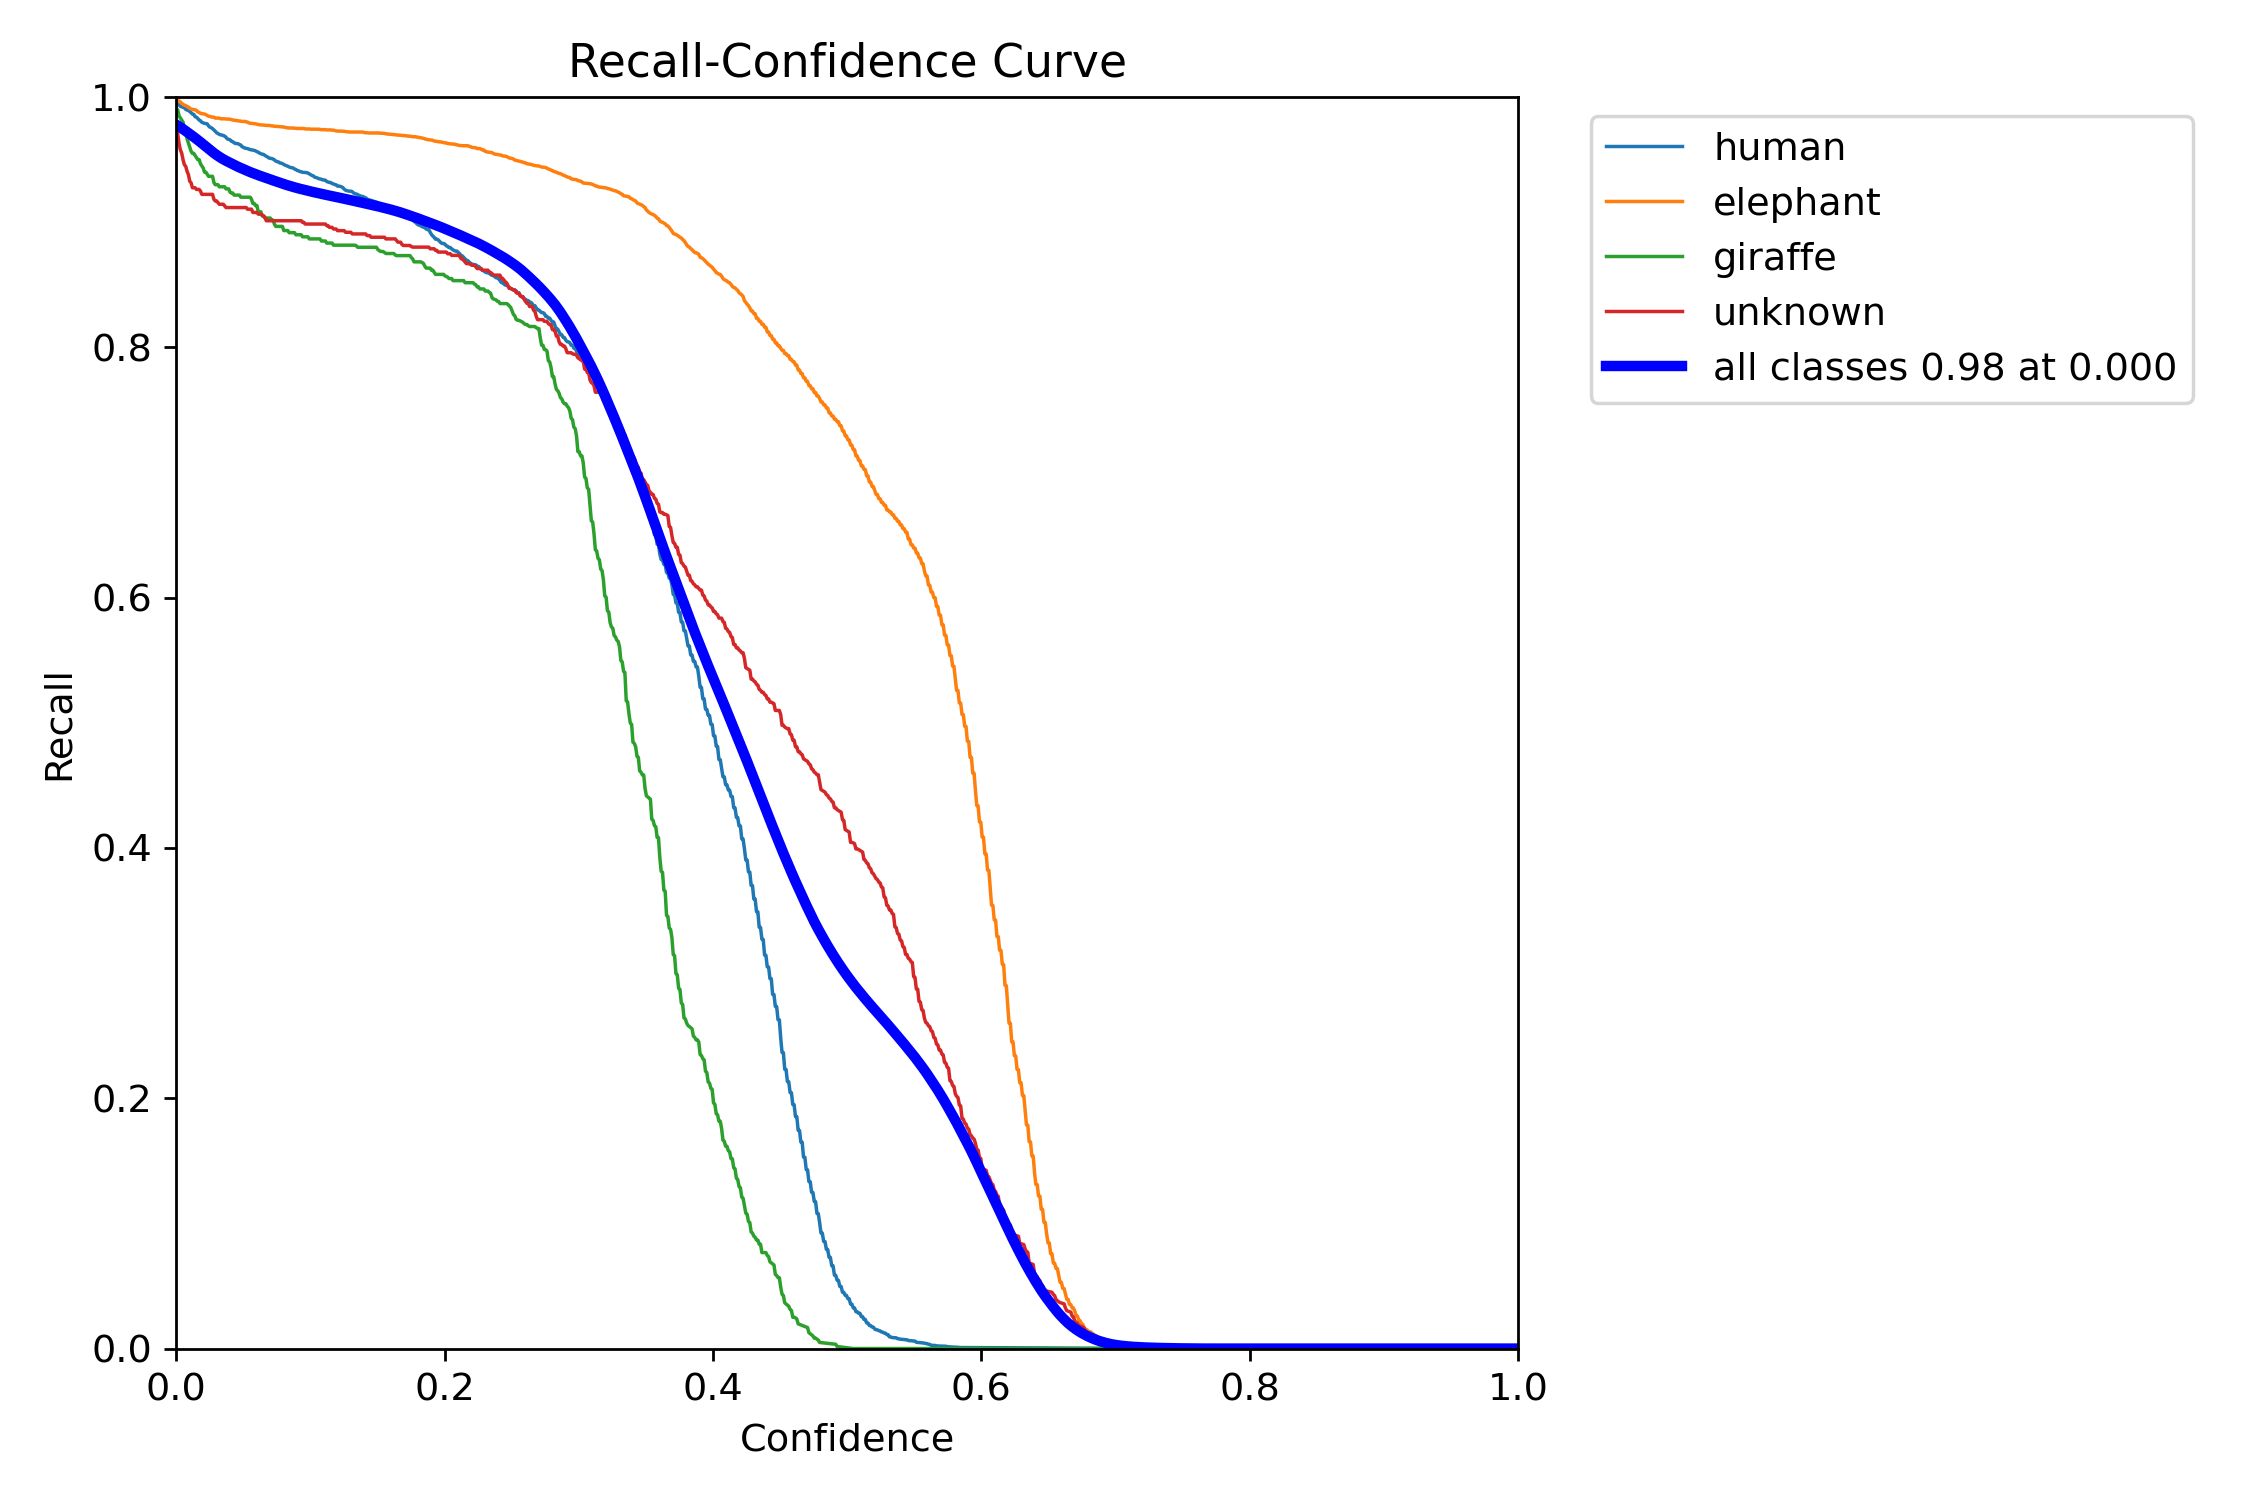 Recall-Confidence Curve
1.0
0.8
0.6
0.4
0.2
0.0
Recall
0.0 0.2 0.4 0.6 0.8 1.0
Confidence
human
elephant
giraffe
unknown
all classes 0.98 at 0.000